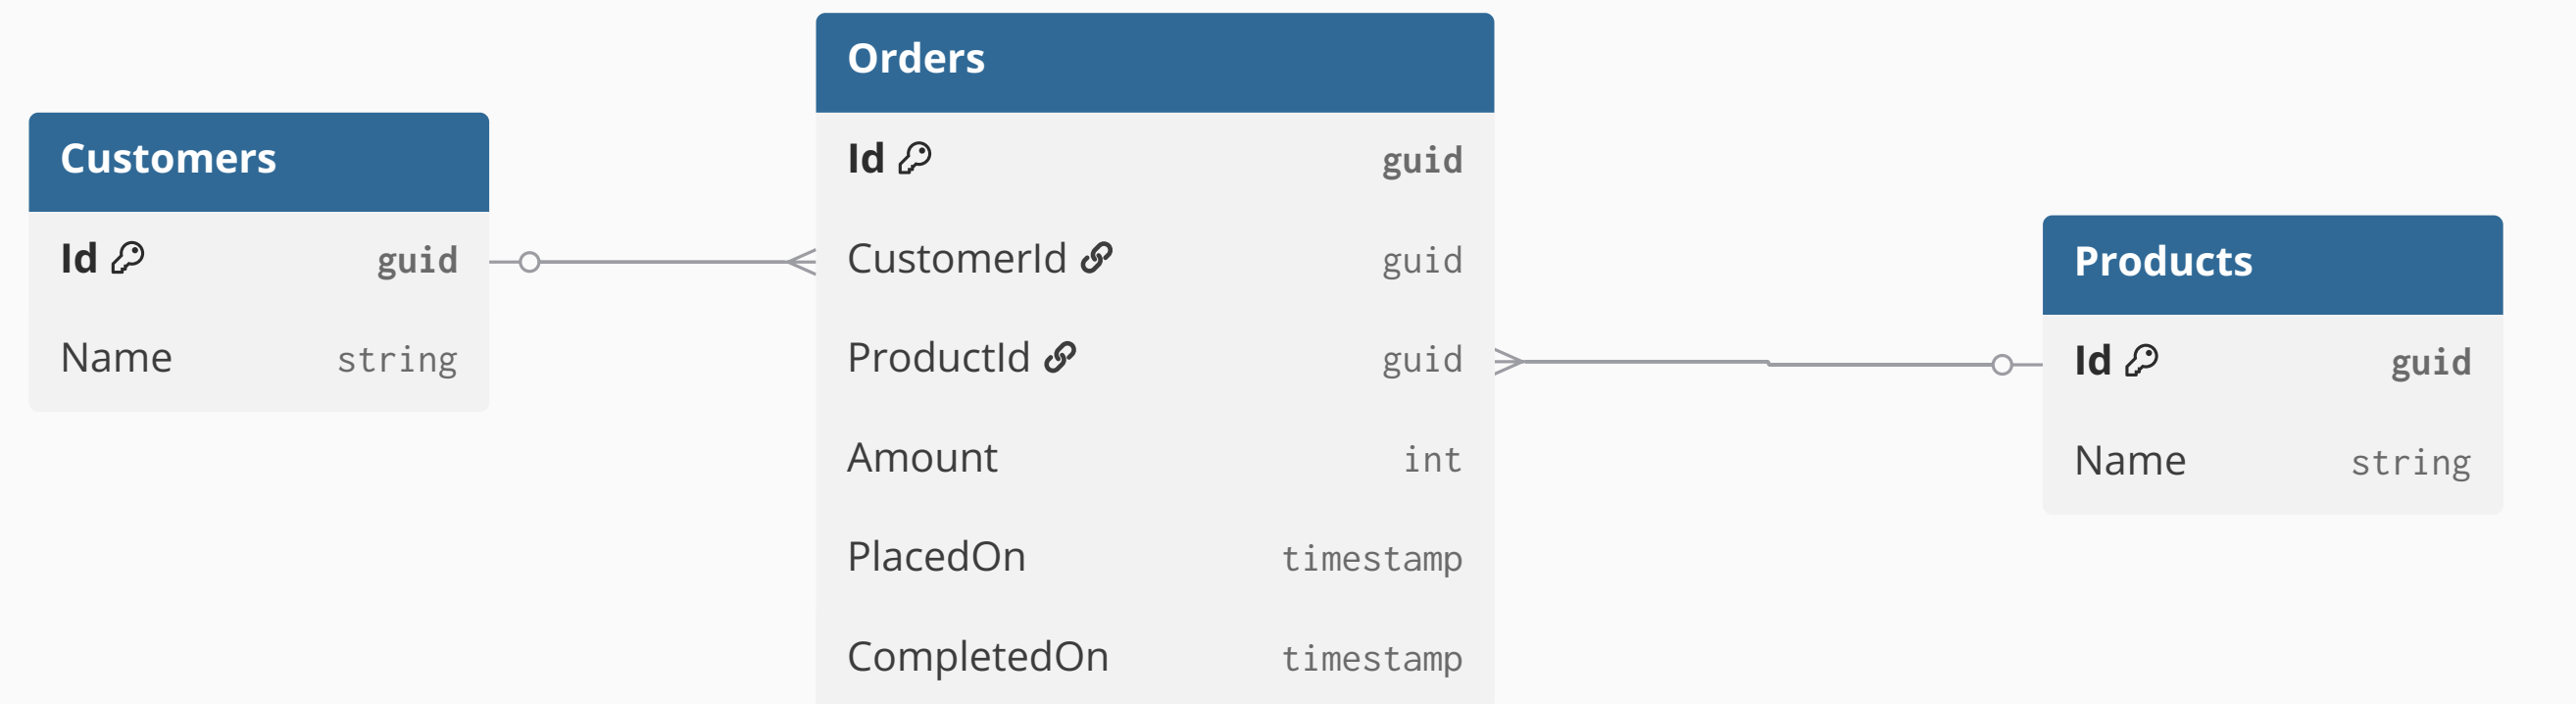 Customers
Id guid
Name string
Orders
Id guid
CustomerId guid
ProductId guid
Amount int
PlacedOn timestamp
CompletedOn timestamp
Products
Id guid
Name string